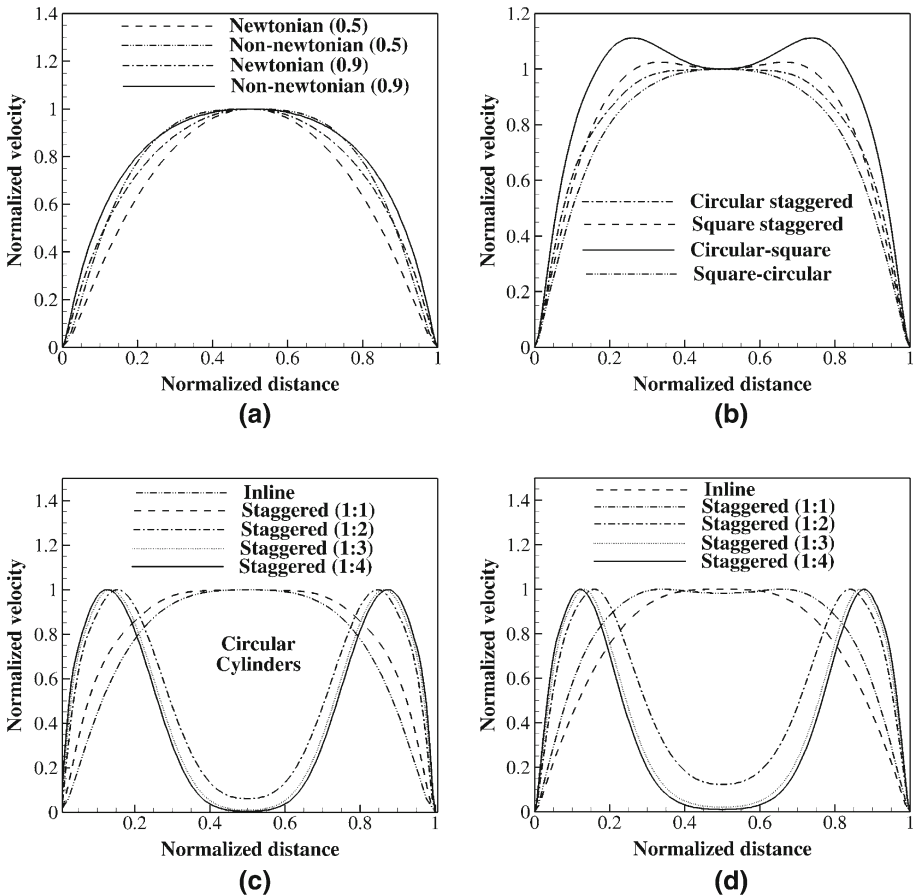 1.4
1.2
1
0.8
0.6
0.4
0.2
0
Normalized velocity
Newtonian (0.5)
Non-newtonian (0.5)
Newtonian (0.9)
Non-newtonian (0.9)
0
0.2
0.4
0.6
0.8
1
Normalized distance
(a)
1.2
1
0.8
0.6
0.4
0.2
0
Normalized velocity
Circular staggered
Square staggered
Circular-square
Square-circular
0
0.2
0.4
0.6
0.8
1
Normalized distance
(b)
1.4
1.2
1
0.8
0.6
0.4
0.2
0
Normalized velocity
Inline
Staggered (1:1)
Staggered (1:2)
Staggered (1:3)
Staggered (1:4)
Circular
Cylinders
0.2
0.4
0.6
0.8
1
Normalized distance
(c)
1.4
1.2
1
0.8
0.6
0.4
0.2
0
Normalized velocity
Inline
Staggered (1:1)
Staggered (1:2)
Staggered (1:3)
Staggered (1:4)
0
0.2
0.4
0.6
0.8
1
Normalized distance
(d)